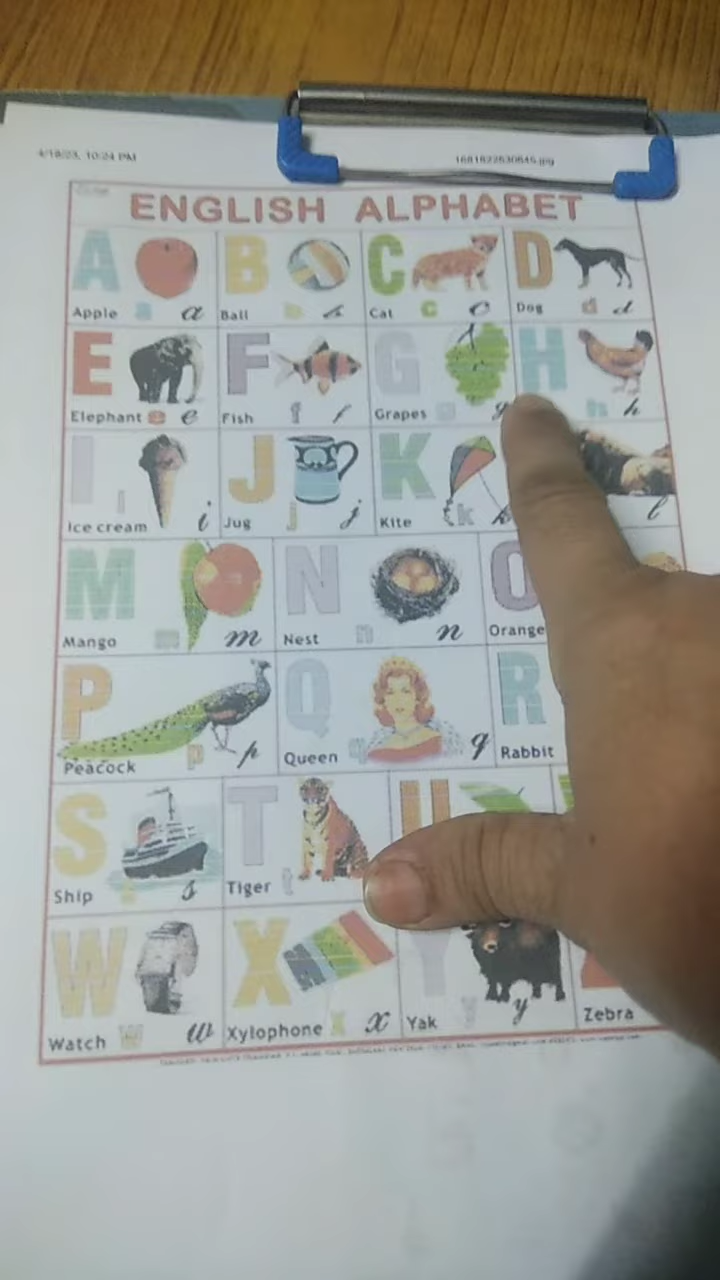 4/18/23, 10:24 PM
ENGLISH ALPHABET
A B C D
Apple a a Ball b b Cat c c Dog d d
E F G H
Elephant e e Fish f f Grapes g g h h
I J K
Ice cream i i Jug j j Kite k k l
M N O
Mango m m Nest n n Orange
P Q R
Peacock p p Queen q q Rabbit
S T U
Ship s s Tiger t
W X Y
Watch w w Xylophone x x Yak y y Zebra